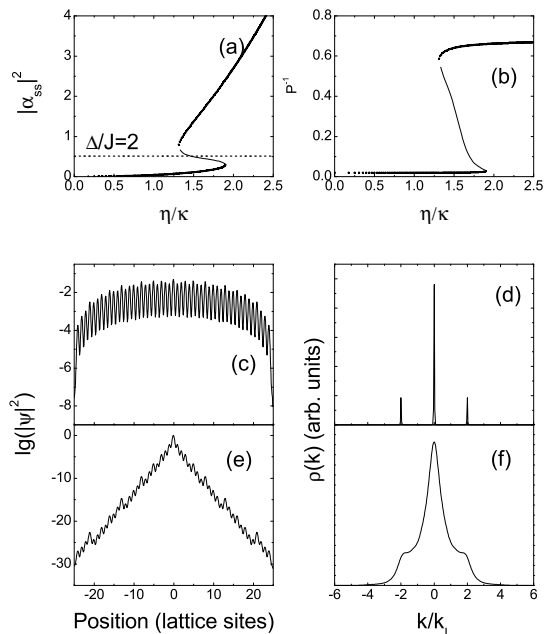 4
3
2
1
0
|α_ss|²
(a)
Δ/J=2
0.0 0.5 1.0 1.5 2.0 2.5
η/κ
0.8
0.6
0.4
0.2
0.0
P⁻¹
(b)
0.0 0.5 1.0 1.5 2.0 2.5
η/κ
lg(|ψ|²)
-2
-4
-6
-8
(c)
0
-10
-20
-30
(e)
-20 -10 0 10 20
Position (lattice sites)
ρ(k) (arb. units)
(d)
(f)
-6 -4 -2 0 2 4 6
k/k_L